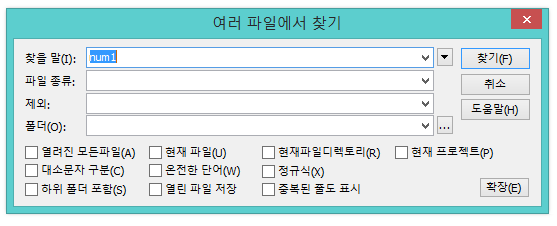 여러 파일에서 찾기
찾을 말(I): num1 찾기(F)
파일 종류: 취소
제외: 도움말(H)
폴더(O): ...
열려진 모든파일(A) 현재 파일(U) 현재파일디렉토리(R) 현재 프로젝트(P)
대소문자 구분(C) 온전한 단어(W) 정규식(X)
하위 폴더 포함(S) 열린 파일 저장 중복된 폴도 표시 확장(E)